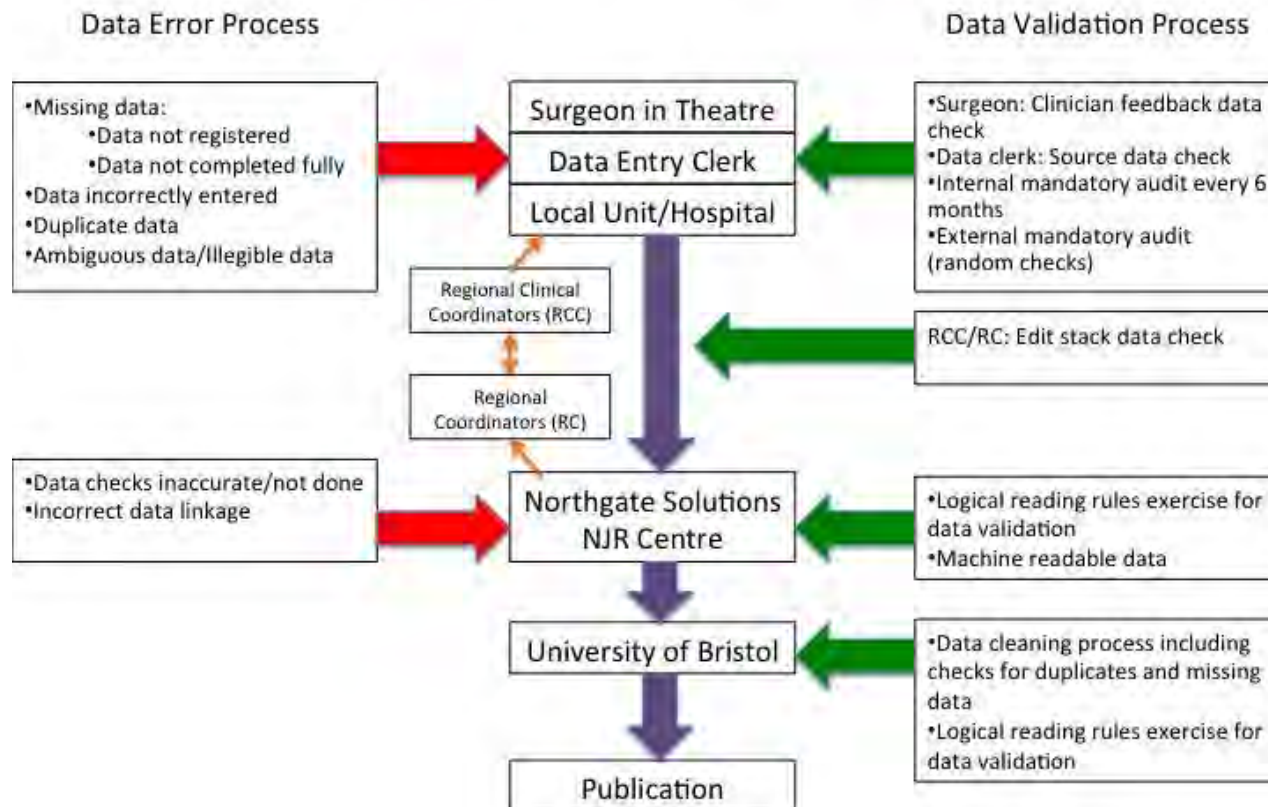 Data Error Process
Data Validation Process
•Missing data:
•Data not registered
•Data not completed fully
•Data incorrectly entered
•Duplicate data
•Ambiguous data/Illegible data
Surgeon in Theatre
Data Entry Clerk
Local Unit/Hospital
•Surgeon: Clinician feedback data
check
•Data clerk: Source data check
•Internal mandatory audit every 6
months
•External mandatory audit
(random checks)
Regional Clinical
Coordinators (RCC)
RCC/RC: Edit stack data check
Regional
Coordinators (RC)
•Data checks inaccurate/not done
•Incorrect data linkage
Northgate Solutions
NJR Centre
•Logical reading rules exercise for
data validation
•Machine readable data
University of Bristol
•Data cleaning process including
checks for duplicates and missing
data
•Logical reading rules exercise for
data validation
Publication